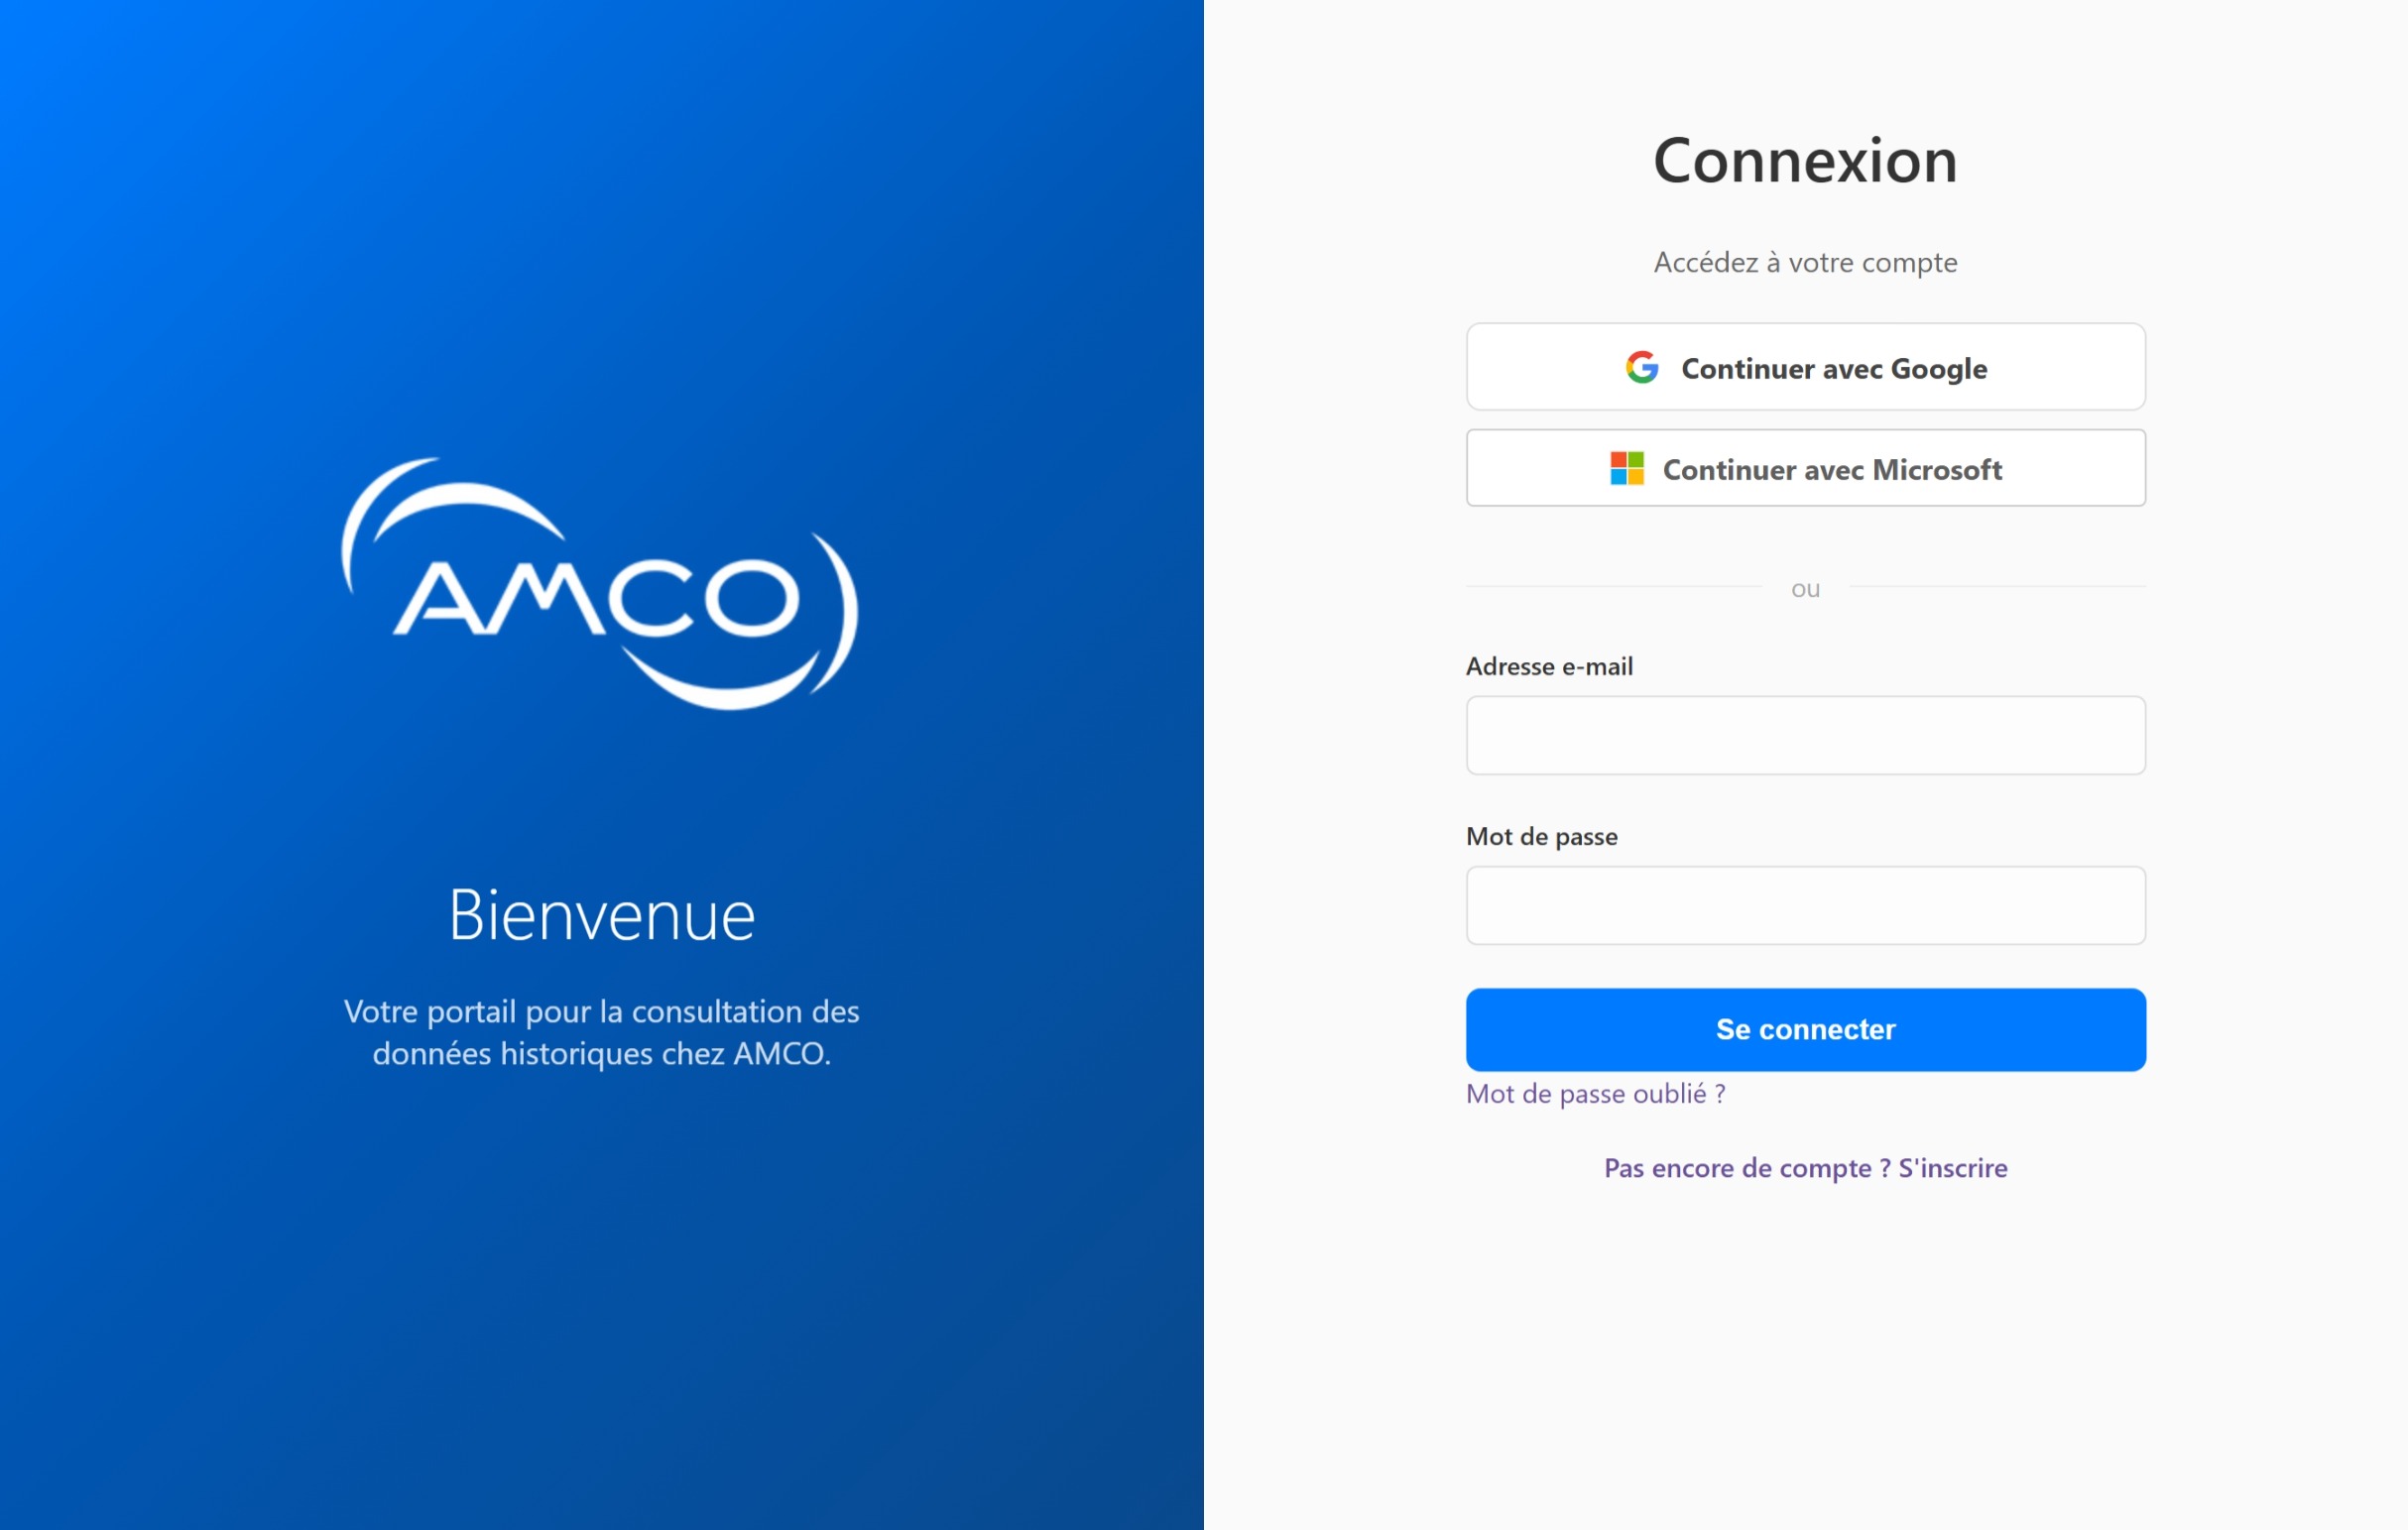 AMCO
Bienvenue
Votre portail pour la consultation des
données historiques chez AMCO.
Connexion
Accédez à votre compte
Continuer avec Google
Continuer avec Microsoft
ou
Adresse e-mail
Mot de passe
Se connecter
Mot de passe oublié ?
Pas encore de compte ? S'inscrire